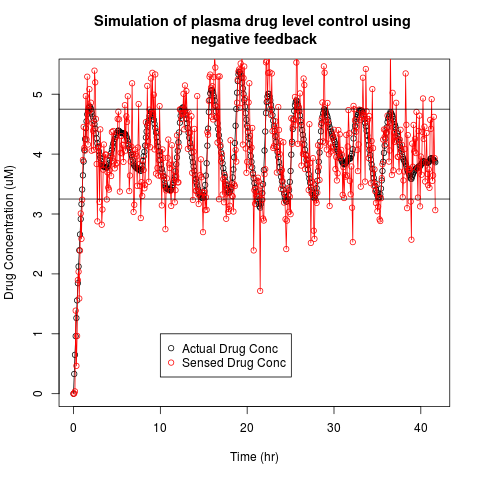 Simulation of plasma drug level control using
negative feedback
Drug Concentration (uM)
5
4
3
2
1
0
Actual Drug Conc
Sensed Drug Conc
0 10 20 30 40
Time (hr)